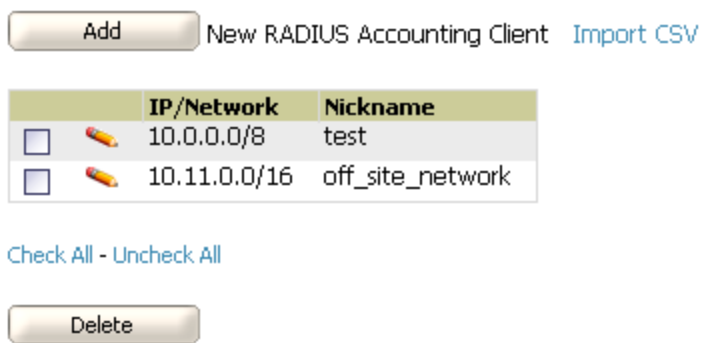 Add New RADIUS Accounting Client Import CSV
IP/Network Nickname
10.0.0.0/8 test
10.11.0.0/16 off_site_network
Check All - Uncheck All
Delete